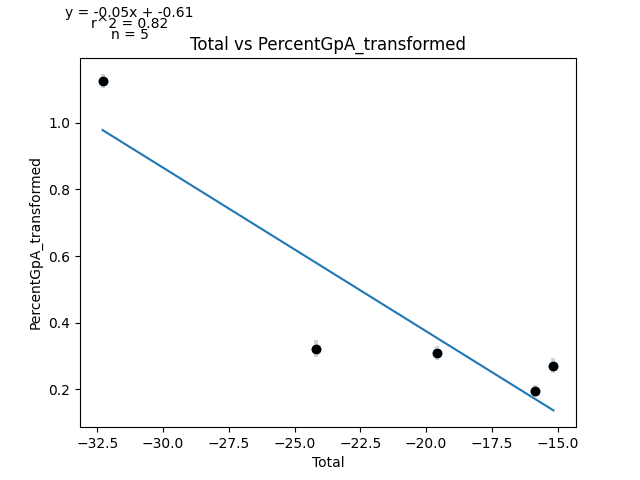 y = -0.05x + -0.61
r^2 = 0.82
n = 5
Total vs PercentGpA_transformed
PercentGpA_transformed
1.0
0.8
0.6
0.4
0.2
−32.5 −30.0 −27.5 −25.0 −22.5 −20.0 −17.5 −15.0
Total